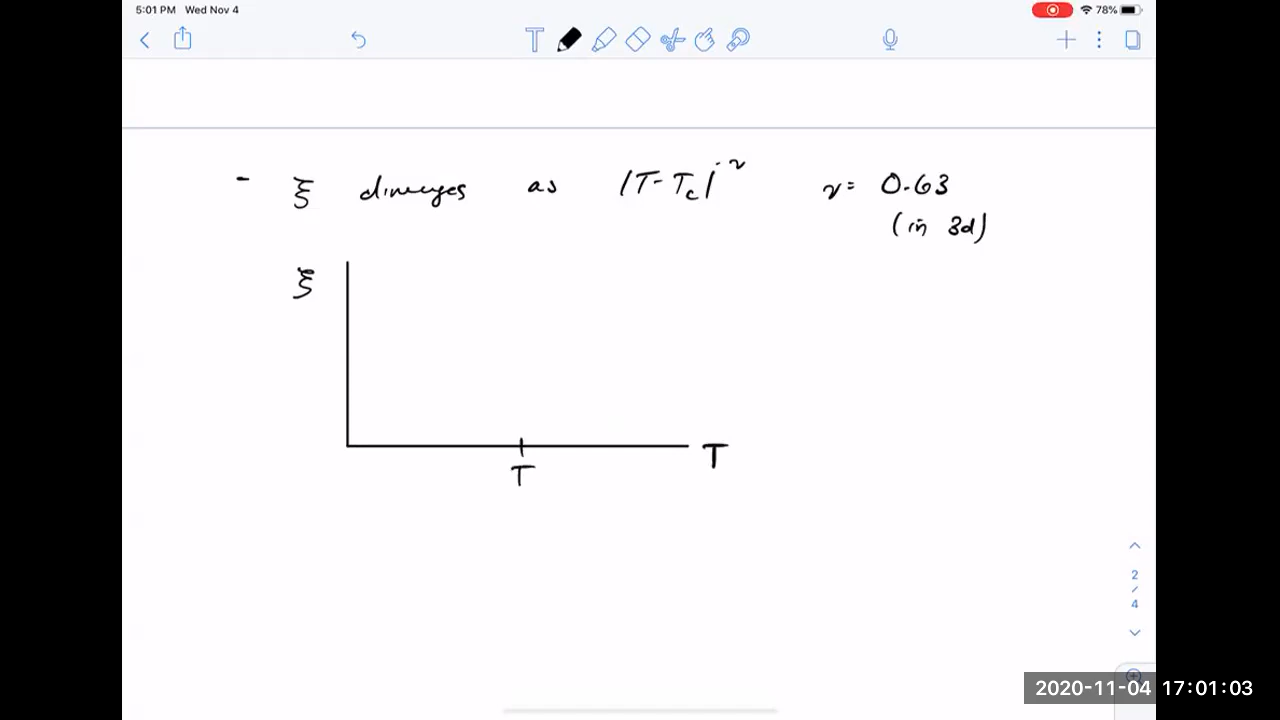 5:01 PM Wed Nov 4 78%
- ξ diverges as |T-Tc|^-ν ν = 0.63
(in 3d)
ξ
T
T
2
/
4
2020-11-04 17:01:03